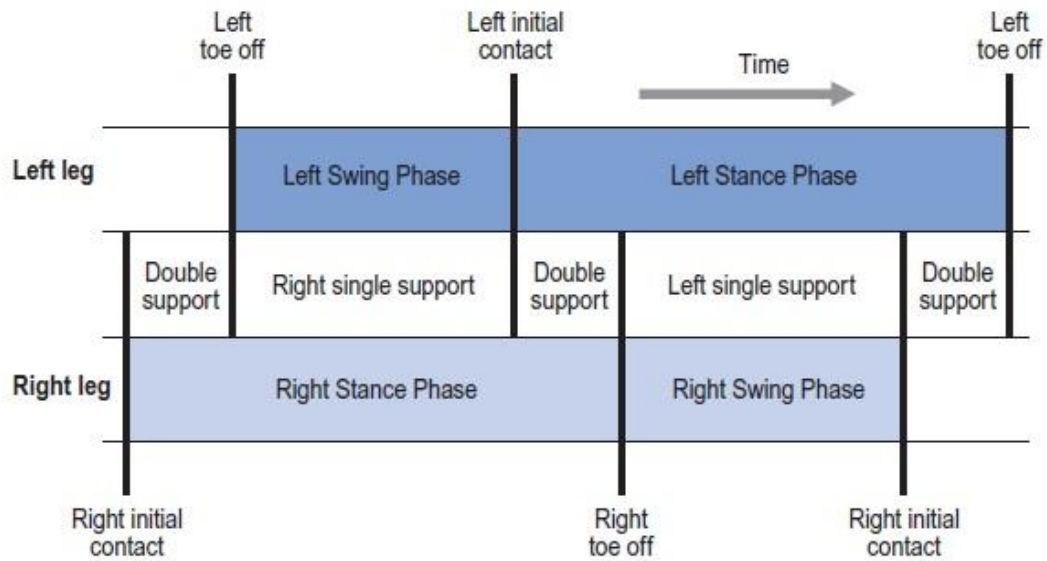 Left
toe off
Left initial
contact
Left
toe off
Time
Left leg
Left Swing Phase
Left Stance Phase
Double
support
Right single support
Double
support
Left single support
Double
support
Right leg
Right Stance Phase
Right Swing Phase
Right initial
contact
Right
toe off
Right initial
contact